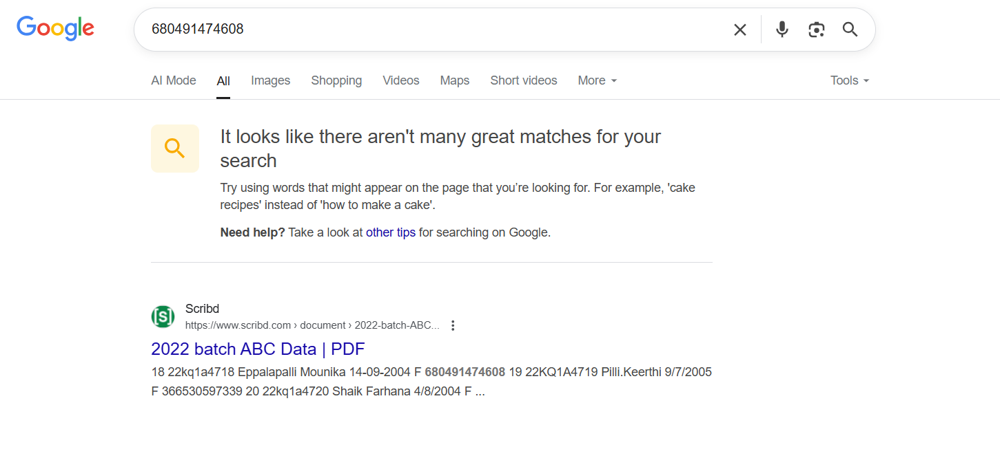 Google
680491474608
AI Mode All Images Shopping Videos Maps Short videos More Tools
It looks like there aren't many great matches for your
search
Try using words that might appear on the page that you’re looking for. For example, 'cake
recipes' instead of 'how to make a cake'.
Need help? Take a look at other tips for searching on Google.
[S]
Scribd
https://www.scribd.com › document › 2022-batch-ABC...
2022 batch ABC Data | PDF
18 22kq1a4718 Eppalapalli Mounika 14-09-2004 F 680491474608 19 22KQ1A4719 Pilli.Keerthi 9/7/2005
F 366530597339 20 22kq1a4720 Shaik Farhana 4/8/2004 F ...